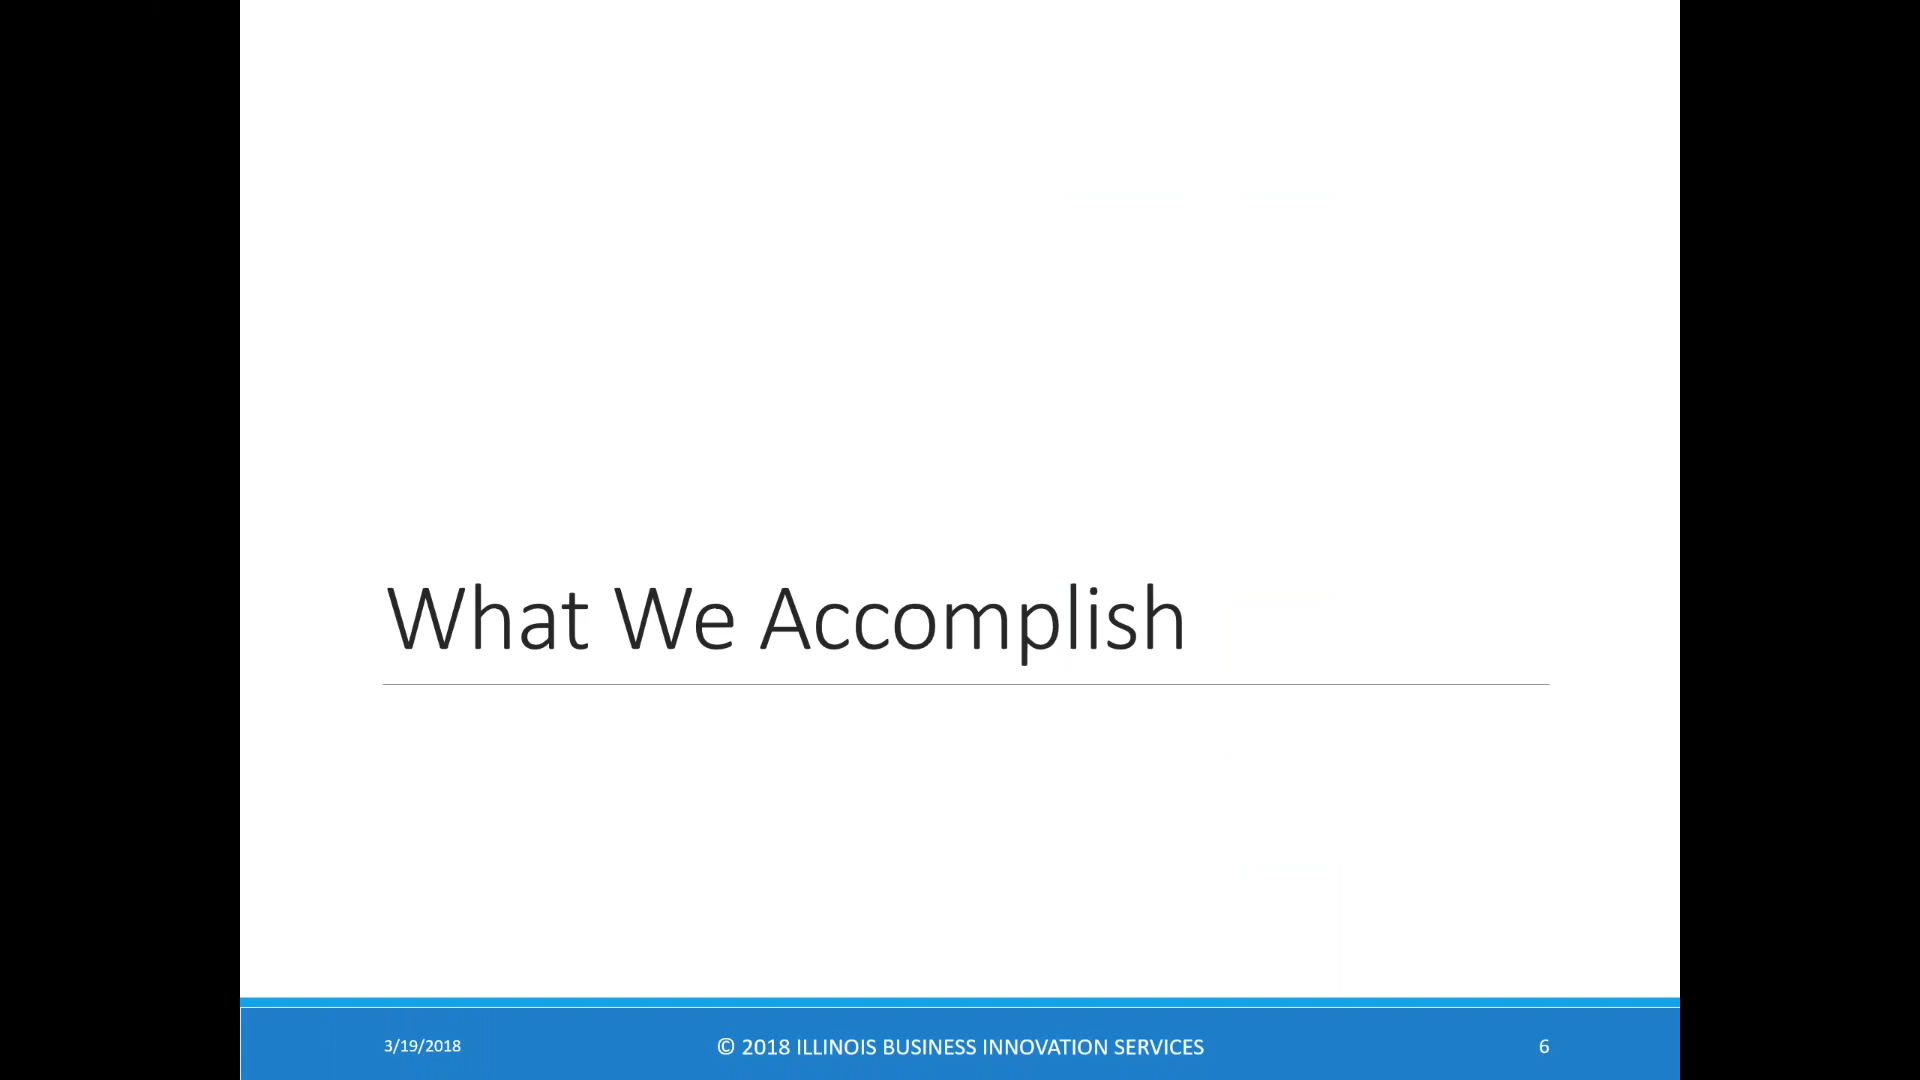 What We Accomplish
3/19/2018
© 2018 ILLINOIS BUSINESS INNOVATION SERVICES
6